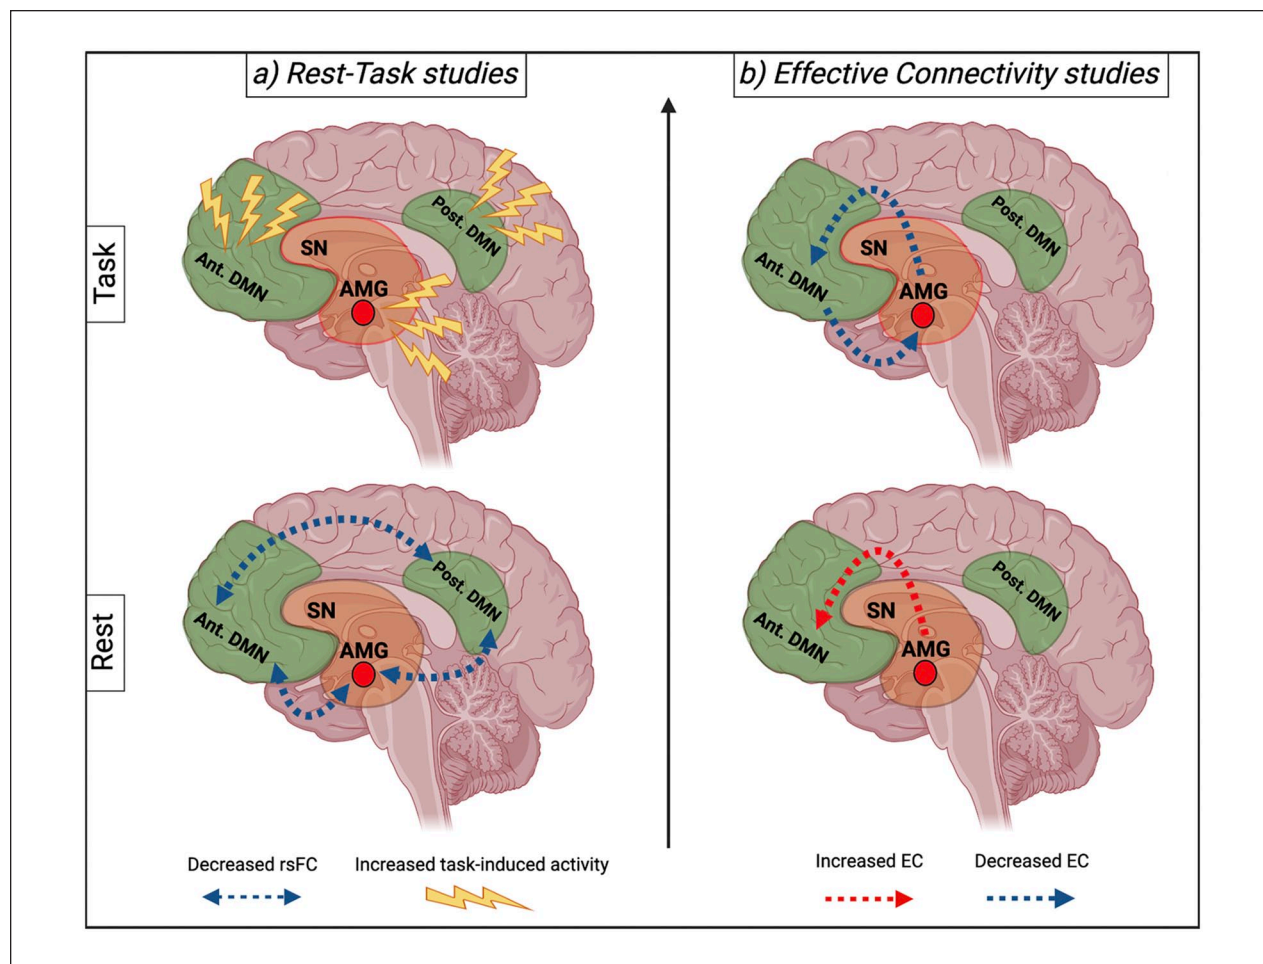 a) Rest-Task studies
b) Effective Connectivity studies
Task
SN
AMG
Ant. DMN
Post. DMN
SN
AMG
Ant. DMN
Post. DMN
Rest
SN
AMG
Ant. DMN
Post. DMN
SN
AMG
Ant. DMN
Post. DMN
Decreased rsFC
Increased task-induced activity
Increased EC
Decreased EC